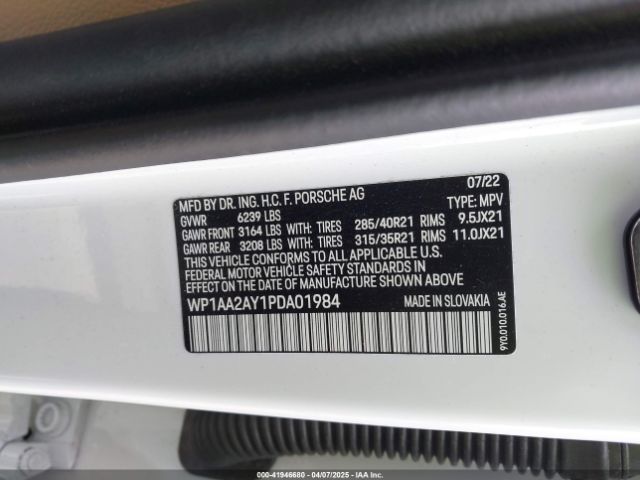 07/22
MFD BY DR. ING. H.C. F. PORSCHE AG
GVWR 6239 LBS TYPE: MPV
GAWR FRONT 3164 LBS WITH: TIRES 285/40R21 RIMS 9.5JX21
GAWR REAR 3208 LBS WITH: TIRES 315/35R21 RIMS 11.0JX21
THIS VEHICLE CONFORMS TO ALL APPLICABLE
FEDERAL MOTOR VEHICLE SAFETY STANDARDS IN
EFFECT ON THE DATE OF MANUFACTURE SHOWN ABOVE
WP1AA2AY1PDA01984 MADE IN SLOVAKIA
9Y0.010.016.AE
000-41946680 - 04/07/2025 - IAAI.COM